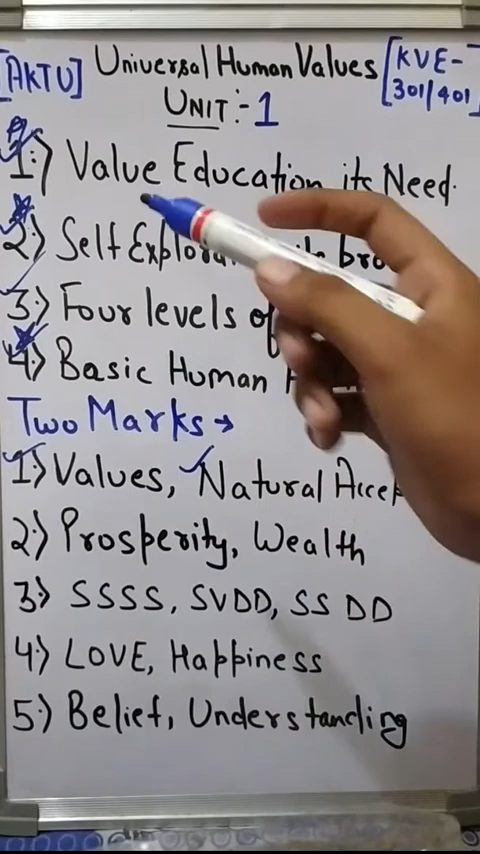 [AKTU] Universal Human Values [KVE-301/401]
UNIT:-1
1:) Value Education its Need.
2:) Self
3:) Four levels of
4:) Basic Human
Two Marks →
1:) Values, Natural
2:) Prosperity, Wealth
3:) SSSS, SVDD, SSDD
4:) LOVE, Happiness
5:) Belief, Understanding